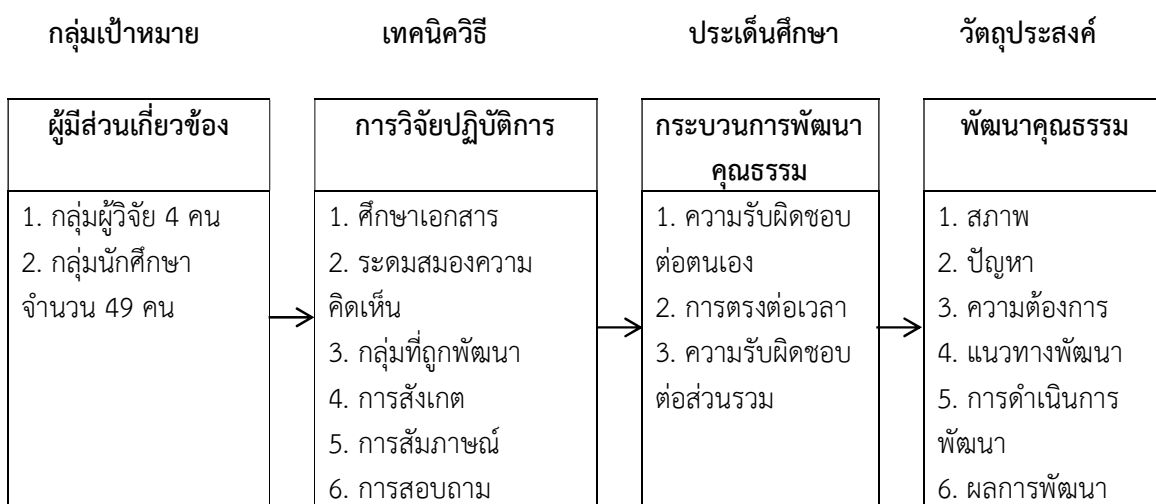 กลุ่มเป้าหมาย เทคนิควิธี ประเด็นศึกษา วัตถุประสงค์
ผู้มีส่วนเกี่ยวข้อง
1. กลุ่มผู้วิจัย 4 คน
2. กลุ่มนักศึกษา
จำนวน 49 คน
การวิจัยปฏิบัติการ
1. ศึกษาเอกสาร
2. ระดมสมองความ
คิดเห็น
3. กลุ่มที่ถูกพัฒนา
4. การสังเกต
5. การสัมภาษณ์
6. การสอบถาม
กระบวนการพัฒนา
คุณธรรม
1. ความรับผิดชอบ
ต่อตนเอง
2. การตรงต่อเวลา
3. ความรับผิดชอบ
ต่อส่วนรวม
พัฒนาคุณธรรม
1. สภาพ
2. ปัญหา
3. ความต้องการ
4. แนวทางพัฒนา
5. การดำเนินการ
พัฒนา
6. ผลการพัฒนา